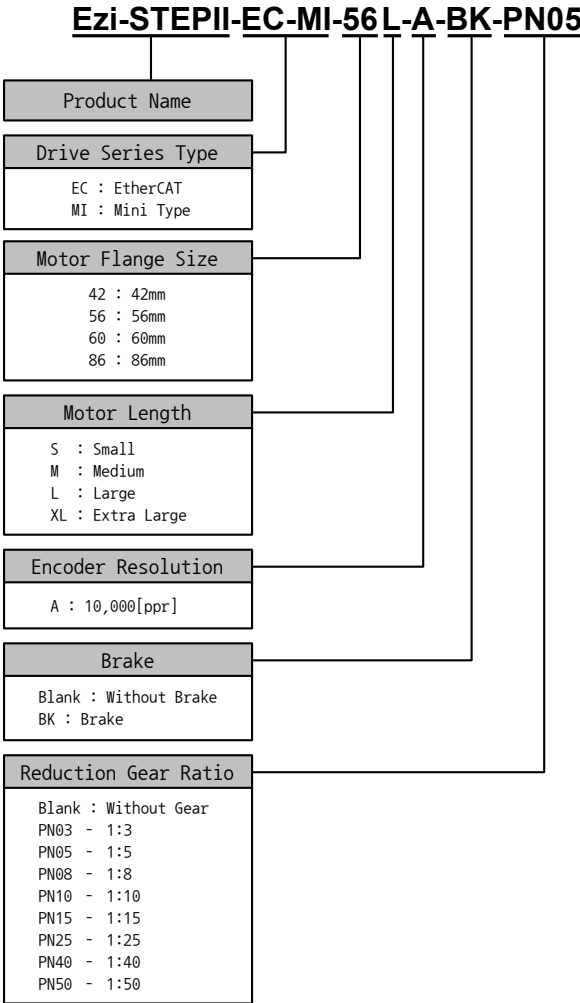 Ezi-STEPII-EC-MI-56L-A-BK-PN05
Product Name
Drive Series Type
EC : EtherCAT
MI : Mini Type
Motor Flange Size
42 : 42mm
56 : 56mm
60 : 60mm
86 : 86mm
Motor Length
S : Small
M : Medium
L : Large
XL : Extra Large
Encoder Resolution
A : 10,000[ppr]
Brake
Blank : Without Brake
BK : Brake
Reduction Gear Ratio
Blank : Without Gear
PN03 - 1:3
PN05 - 1:5
PN08 - 1:8
PN10 - 1:10
PN15 - 1:15
PN25 - 1:25
PN40 - 1:40
PN50 - 1:50